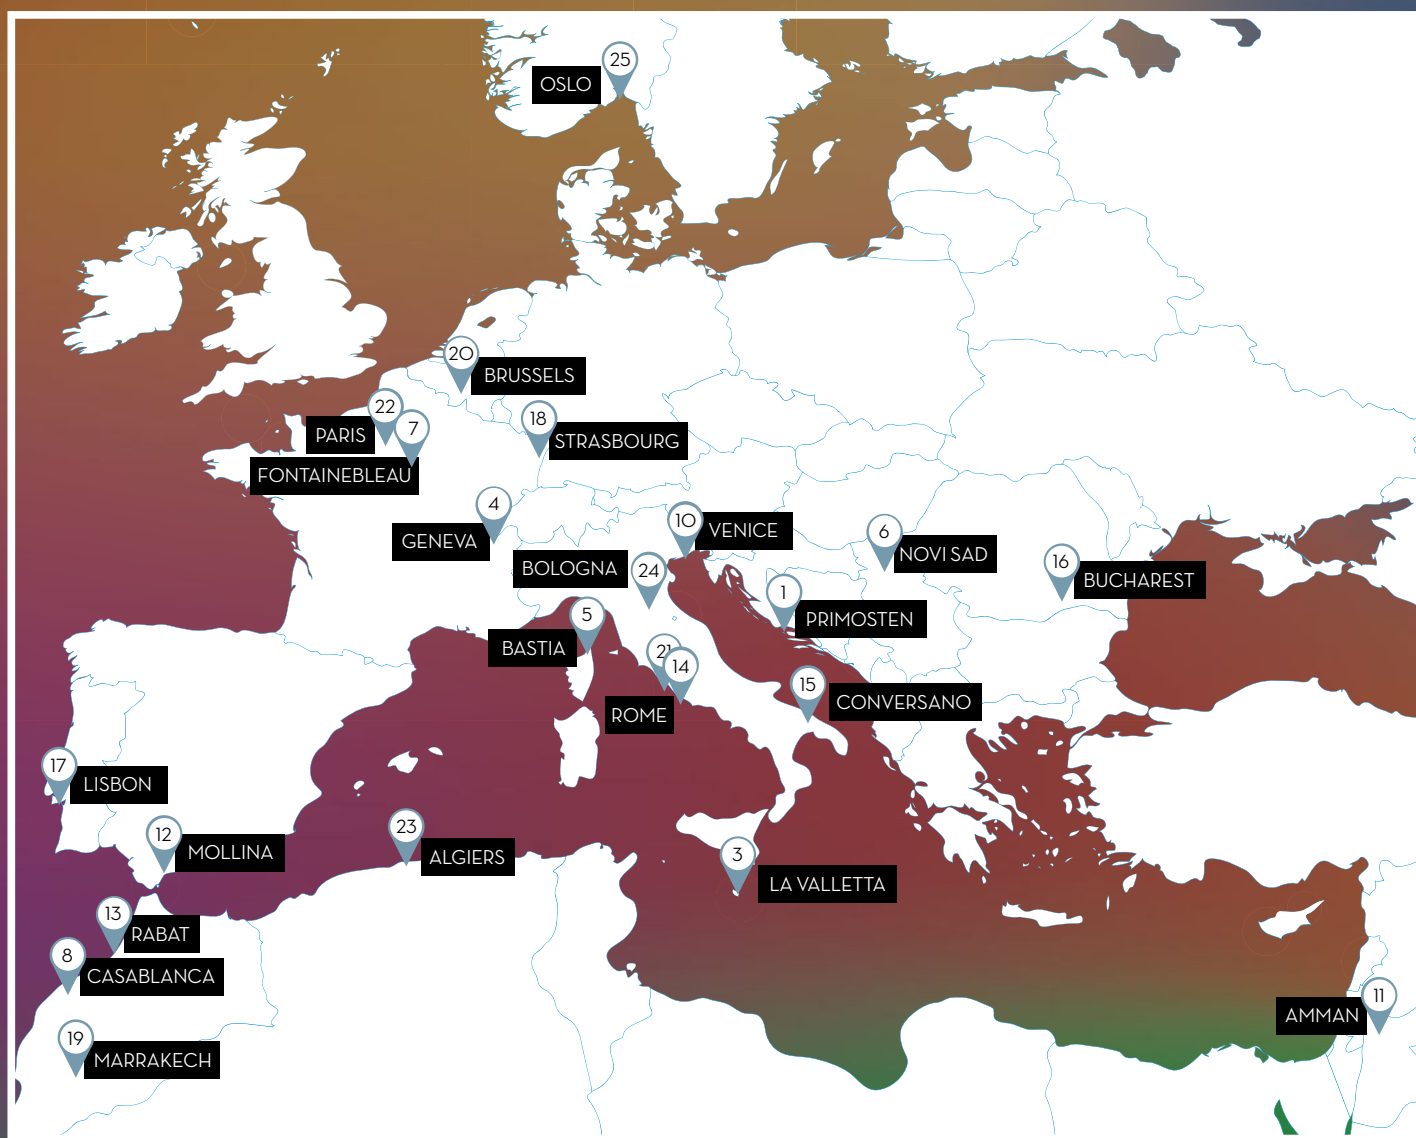 25
OSLO
20
BRUSSELS
22
PARIS
7
FONTAINEBLEAU
18
STRASBOURG
4
GENEVA
10
VENICE
6
NOVI SAD
BOLOGNA
24
16
BUCHAREST
1
PRIMOSTEN
5
BASTIA
21
14
ROME
15
CONVERSANO
17
LISBON
12
MOLLINA
23
ALGIERS
3
LA VALLETTA
13
RABAT
8
CASABLANCA
11
AMMAN
19
MARRAKECH